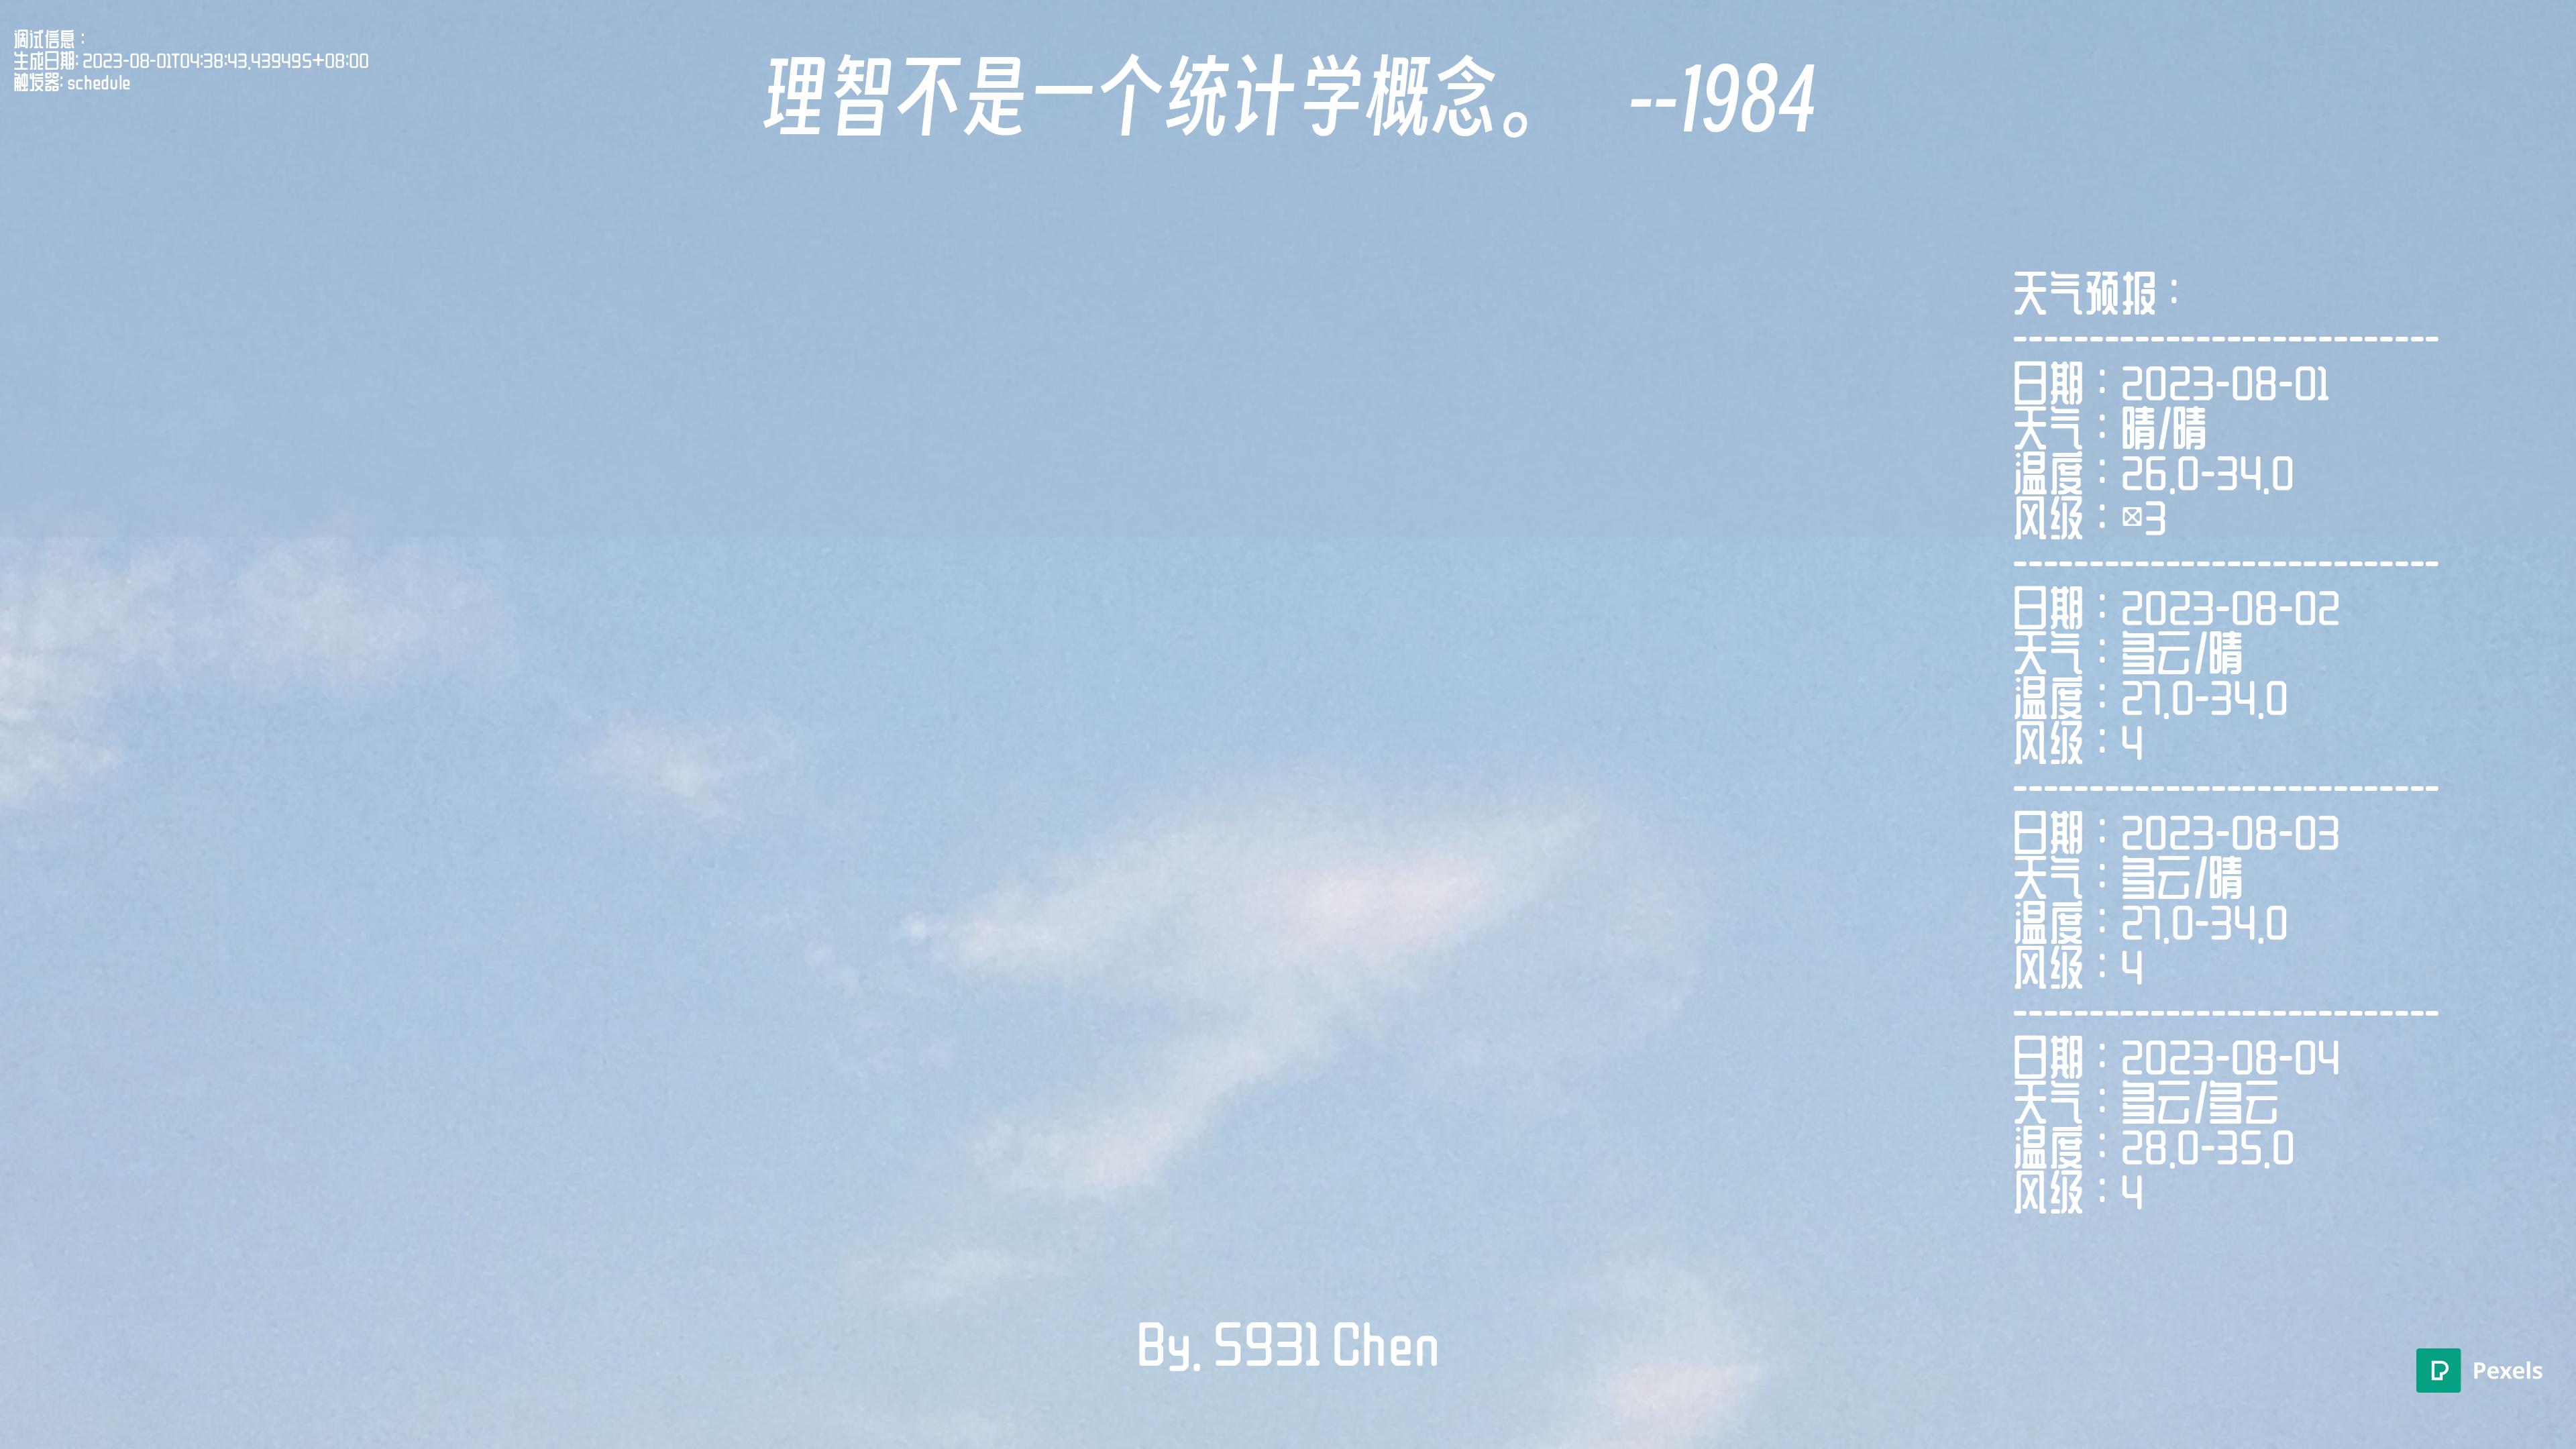 调试信息：
生成日期: 2023-08-01T04:38:43.439495+08:00
触发器: schedule
理智不是一个统计学概念。 --1984
天气预报：
----------------------------
日期：2023-08-01
天气：晴/晴
温度：26.0-34.0
风级：☒3
----------------------------
日期：2023-08-02
天气：多云/晴
温度：27.0-34.0
风级：4
----------------------------
日期：2023-08-03
天气：多云/晴
温度：27.0-34.0
风级：4
----------------------------
日期：2023-08-04
天气：多云/多云
温度：28.0-35.0
风级：4
By. S931 Chen
Pexels